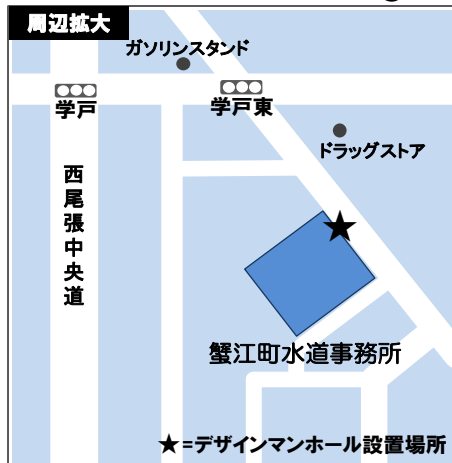 周辺拡大
ガソリンスタンド
学戸
学戸東
ドラッグストア
西尾張中央道
蟹江町水道事務所
★=デザインマンホール設置場所